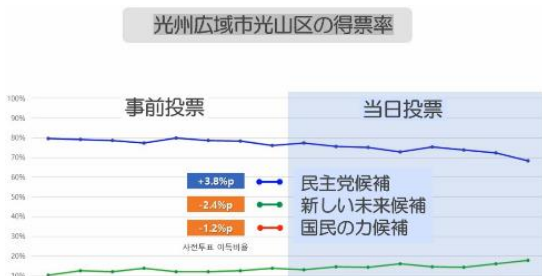 光州広域市光山区の得票率
事前投票
当日投票
100%
90%
80%
70%
60%
50%
40%
30%
20%
10%
+3.8%p 民主党候補
-2.4%p 新しい未来候補
-1.2%p 国民の力候補
사전투표 이득비율